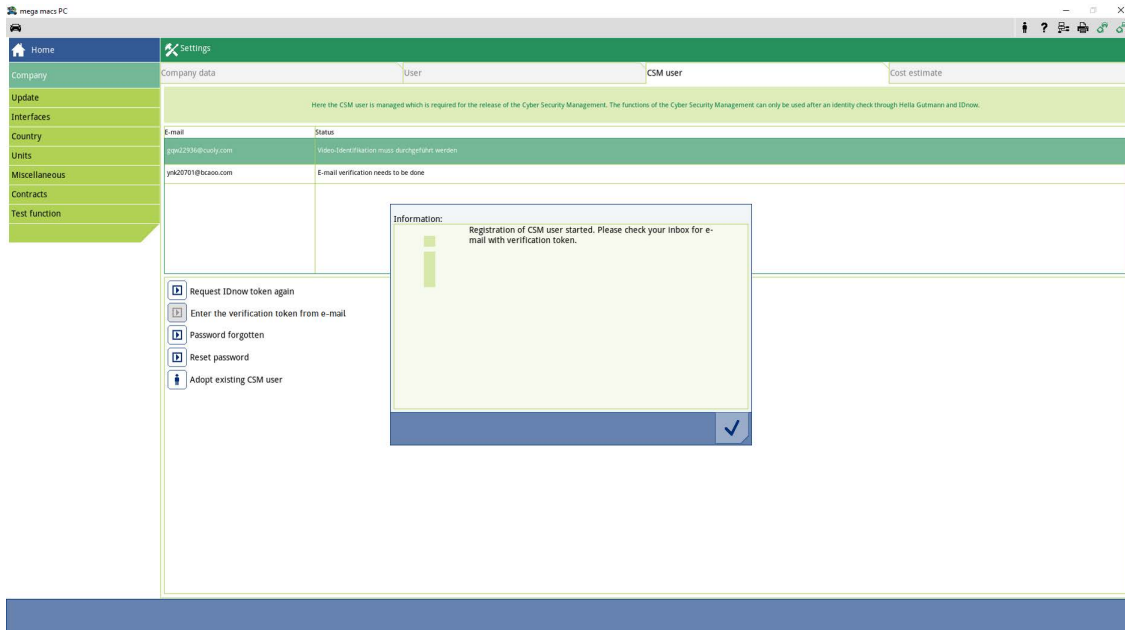 mega macs PC
Home
Settings
Company
Company data
User
CSM user
Cost estimate
Update
Interfaces
Country
Units
Miscellaneous
Contracts
Test function
Here the CSM user is managed which is required for the release of the Cyber Security Management. The functions of the Cyber Security Management can only be used after an identity check through Hella Gutmann and IDnow.
E-mail
Status
gqw22936@cuoly.com
Video-Identifikation muss durchgeführt werden
ynk20701@bcaoo.com
E-mail verification needs to be done
Information:
Registration of CSM user started. Please check your inbox for e-
mail with verification token.
Request IDnow token again
Enter the verification token from e-mail
Password forgotten
Reset password
Adopt existing CSM user